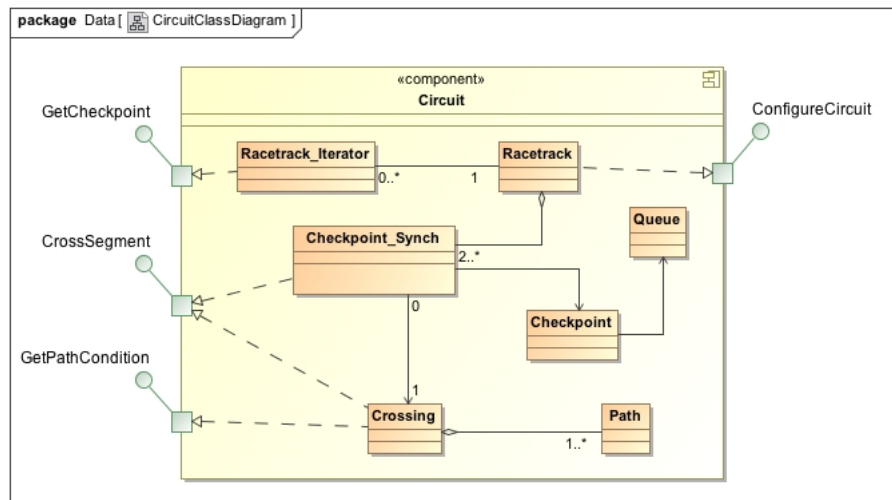 package Data [ CircuitClassDiagram ]
«component»
Circuit
GetCheckpoint
ConfigureCircuit
Racetrack_Iterator
Racetrack
0..*
1
Queue
CrossSegment
Checkpoint_Synch
2..*
0
Checkpoint
GetPathCondition
1
Crossing
Path
1..*